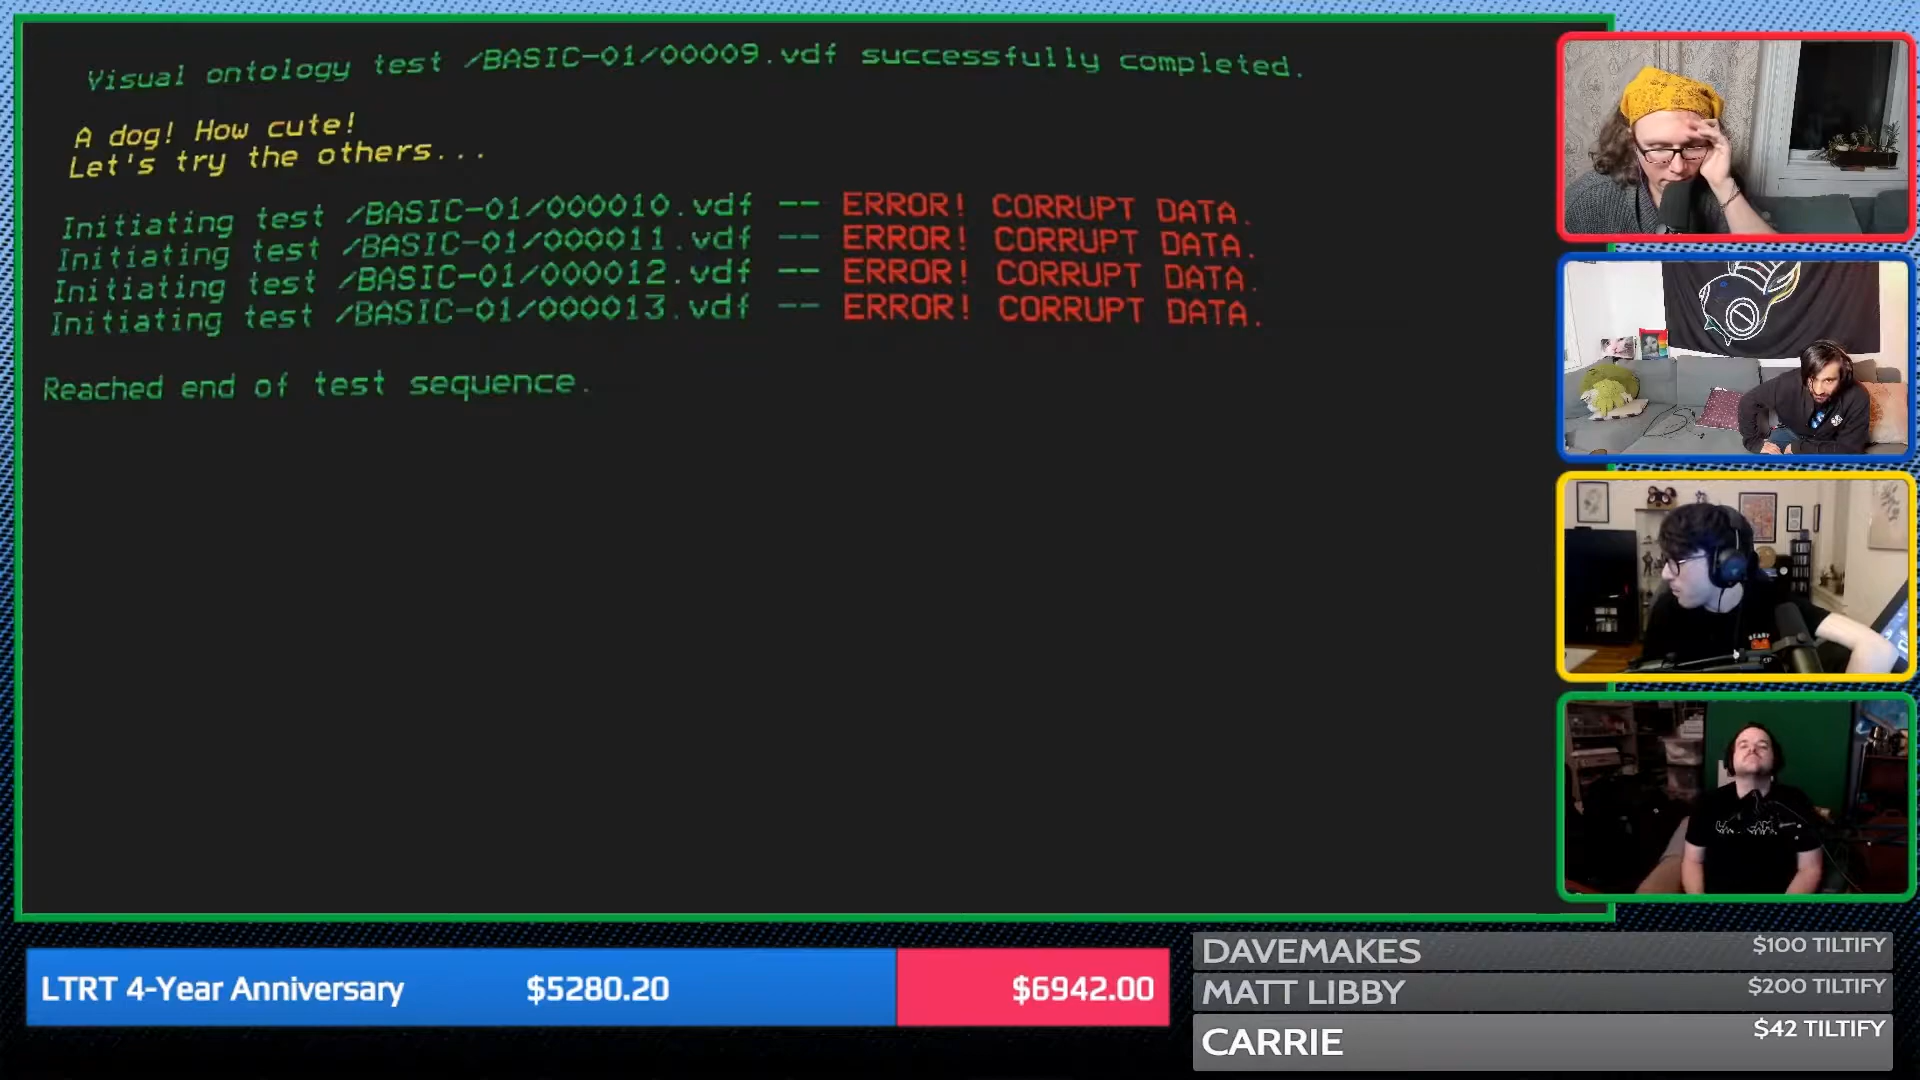 Visual ontology test /BASIC-01/00009.vdf successfully completed.
A dog! How cute!
Let's try the others...
Initiating test /BASIC-01/000010.vdf -- ERROR! CORRUPT DATA.
Initiating test /BASIC-01/000011.vdf -- ERROR! CORRUPT DATA.
Initiating test /BASIC-01/000012.vdf -- ERROR! CORRUPT DATA.
Initiating test /BASIC-01/000013.vdf -- ERROR! CORRUPT DATA.
Reached end of test sequence.
LTRT 4-Year Anniversary $5280.20 $6942.00
DAVEMAKES $100 TILTIFY
MATT LIBBY $200 TILTIFY
CARRIE $42 TILTIFY